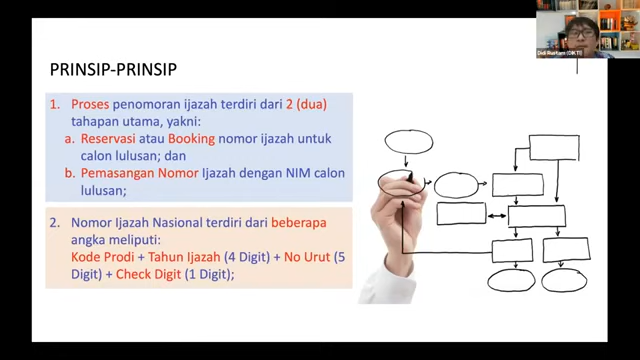 Didi Rustam (DIKTI)
PRINSIP-PRINSIP
1. Proses penomoran ijazah terdiri dari 2 (dua)
tahapan utama, yakni:
a. Reservasi atau Booking nomor ijazah untuk
calon lulusan; dan
b. Pemasangan Nomor Ijazah dengan NIM calon
lulusan;
2. Nomor Ijazah Nasional terdiri dari beberapa
angka meliputi:
Kode Prodi + Tahun Ijazah (4 Digit) + No Urut (5
Digit) + Check Digit (1 Digit);